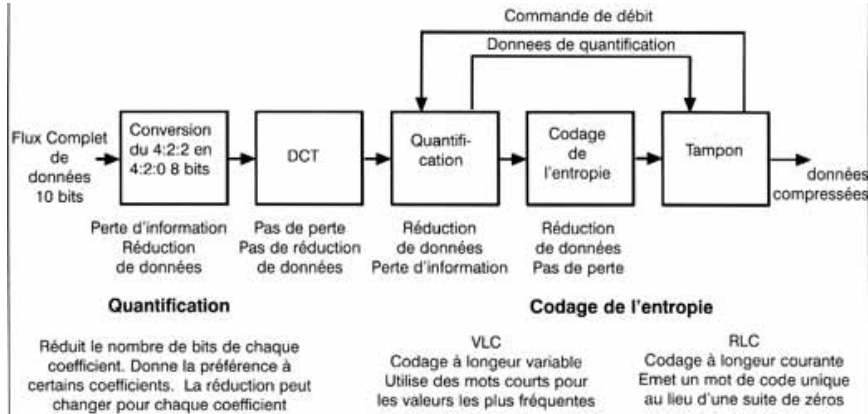 Commande de débit
Donnees de quantification
Flux Complet
de
données
10 bits
Conversion
du 4:2:2 en
4:2:0 8 bits
DCT
Quantifi-
cation
Codage
de
l'entropie
Tampon
données
compressées
Perte d'information
Réduction
de données
Pas de perte
Pas de réduction
de données
Réduction
de données
Perte d'information
Réduction
de données
Pas de perte
Quantification
Réduit le nombre de bits de chaque
coefficient. Donne la préférence à
certains coefficients. La réduction peut
changer pour chaque coefficient
Codage de l'entropie
VLC
Codage à longeur variable
Utilise des mots courts pour
les valeurs les plus fréquentes
RLC
Codage à longeur courante
Emet un mot de code unique
au lieu d'une suite de zéros